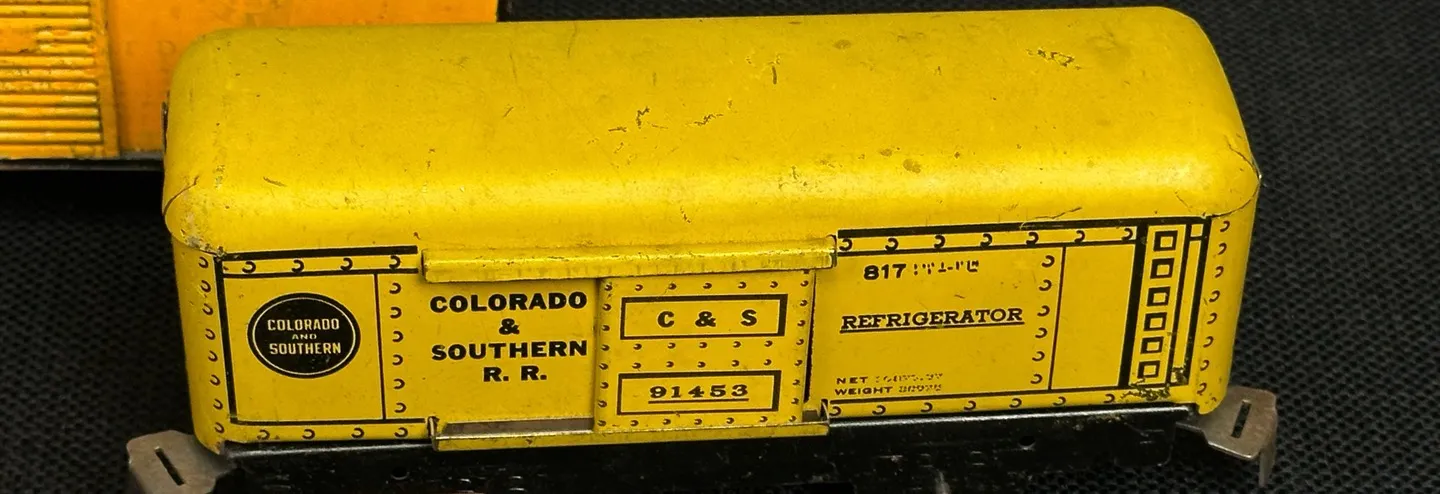 COLORADO
AND
SOUTHERN
COLORADO
&
SOUTHERN
R. R.
C & S
91453
817
REFRIGERATOR
NET
WEIGHT